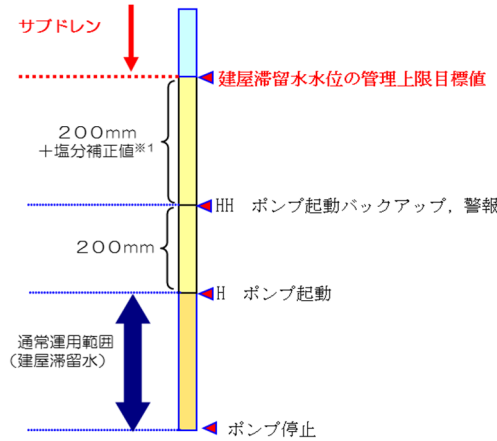 サブドレン
建屋滞留水水位の管理上限目標値
200mm
+塩分補正値※1
HH ポンプ起動バックアップ，警報
200mm
H ポンプ起動
通常運用範囲
(建屋滞留水)
ポンプ停止